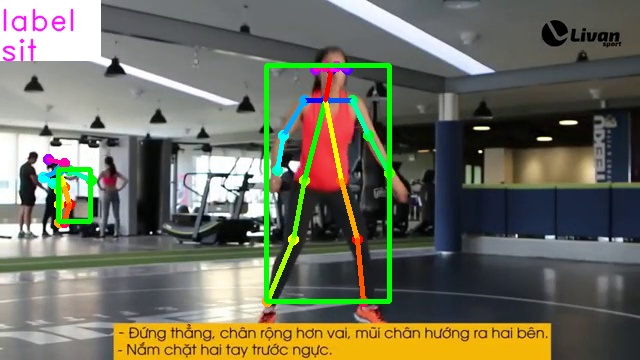 label
sit
Livan
sport
- Đứng thẳng, chân rộng hơn vai, mũi chân hướng ra hai bên.
- Nắm chặt hai tay trước ngực.